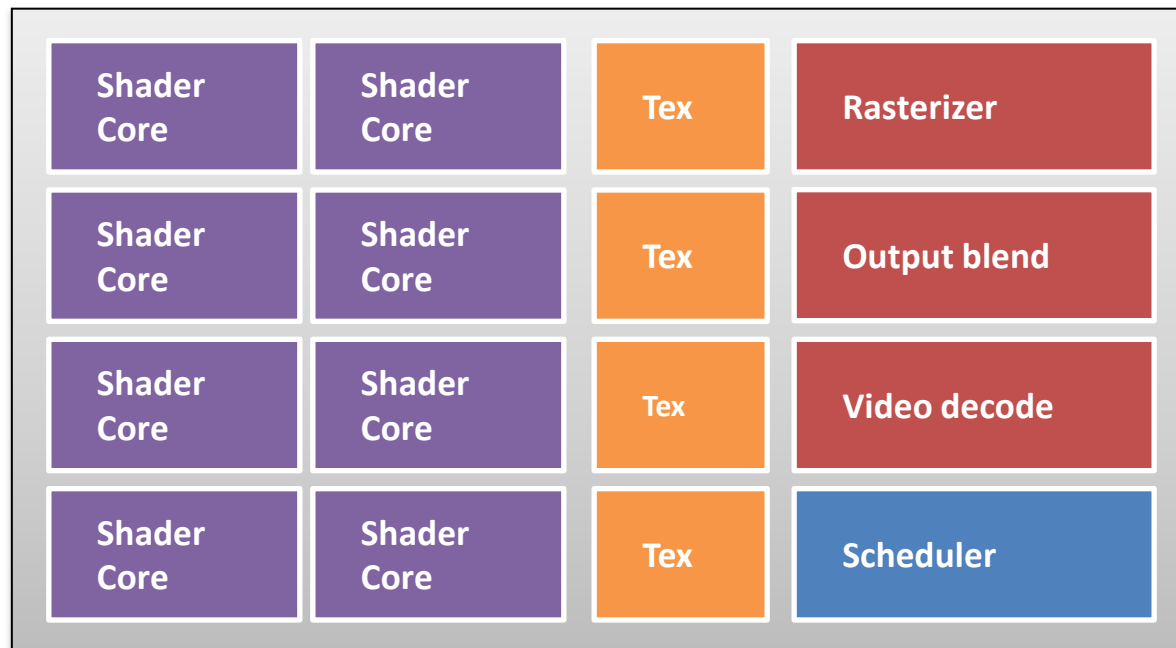 Shader
Core
Shader
Core
Tex
Rasterizer
Shader
Core
Shader
Core
Tex
Output blend
Shader
Core
Shader
Core
Tex
Video decode
Shader
Core
Shader
Core
Tex
Scheduler